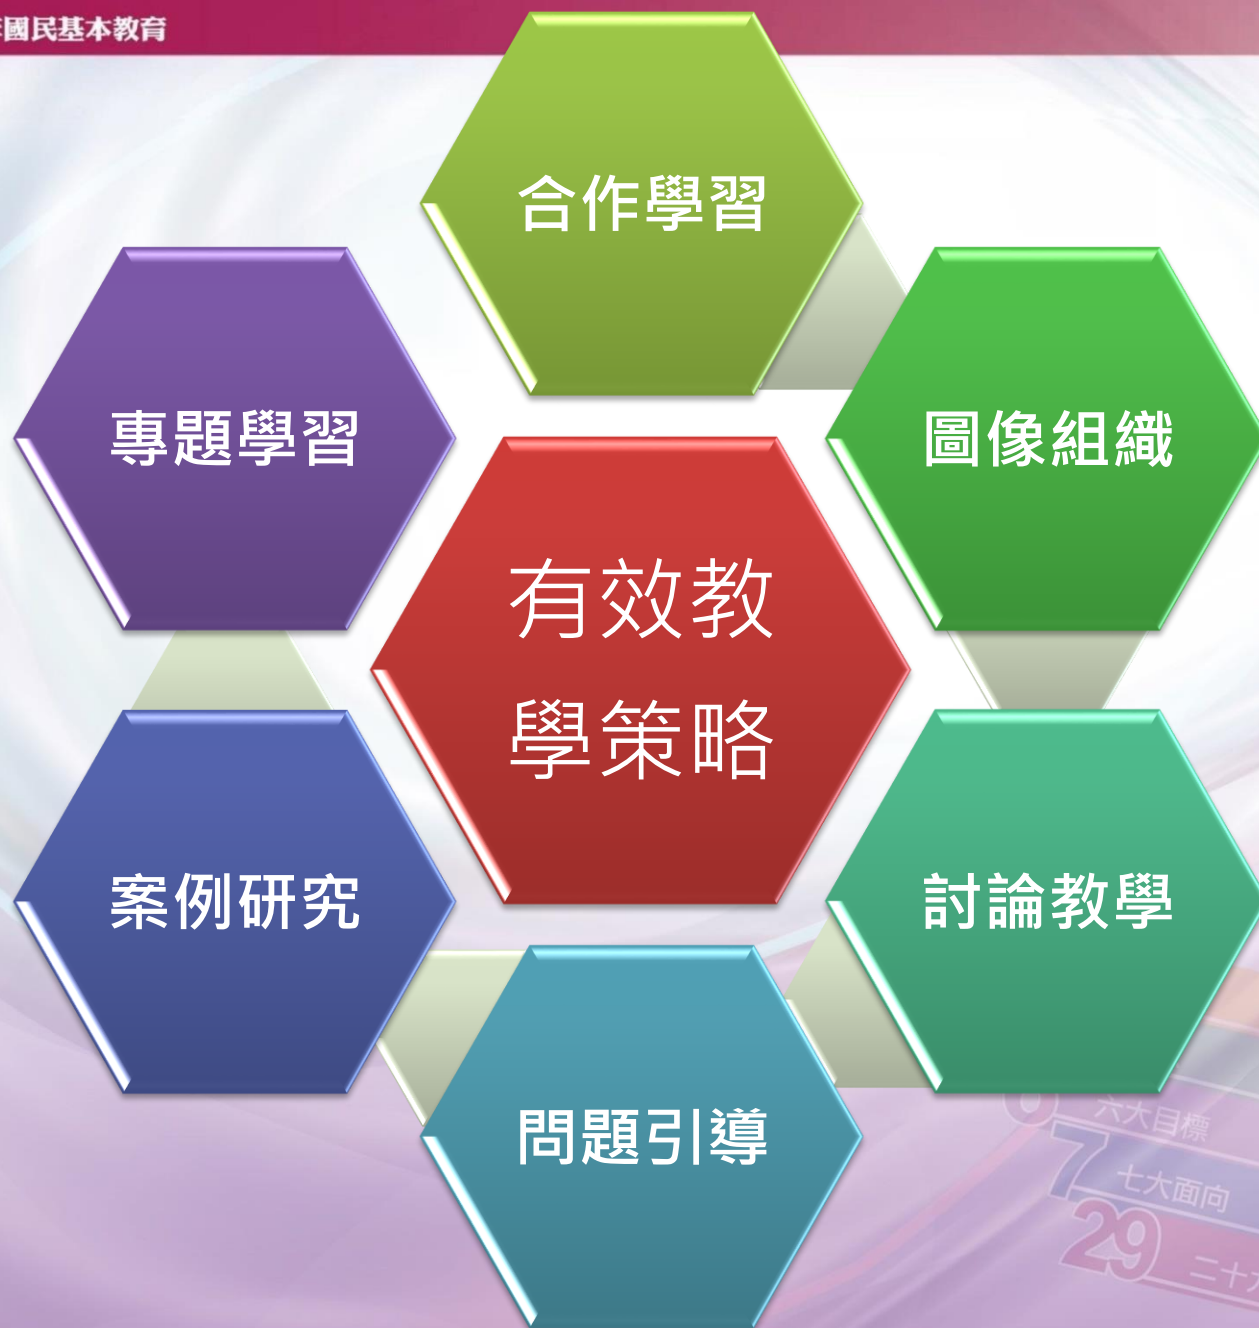 國民基本教育
合作學習
專題學習
圖像組織
有效教
學策略
案例研究
討論教學
問題引導
六大目標
7 七大面向
29 二十